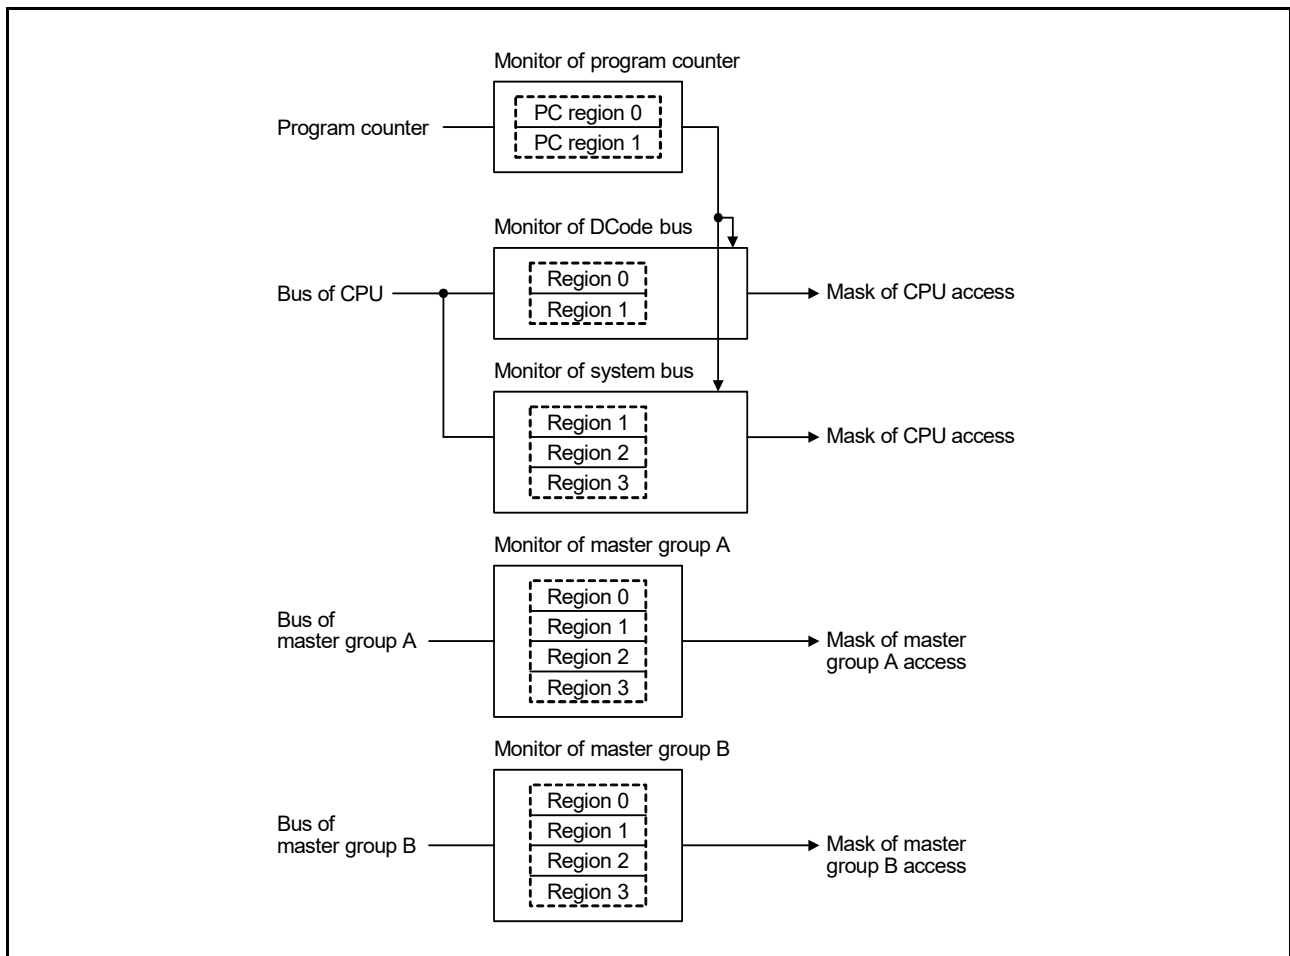 Monitor of program counter
Program counter
PC region 0
PC region 1
Monitor of DCode bus
Bus of CPU
Region 0
Region 1
Mask of CPU access
Monitor of system bus
Region 1
Region 2
Region 3
Mask of CPU access
Monitor of master group A
Bus of
master group A
Region 0
Region 1
Region 2
Region 3
Mask of master
group A access
Monitor of master group B
Bus of
master group B
Region 0
Region 1
Region 2
Region 3
Mask of master
group B access